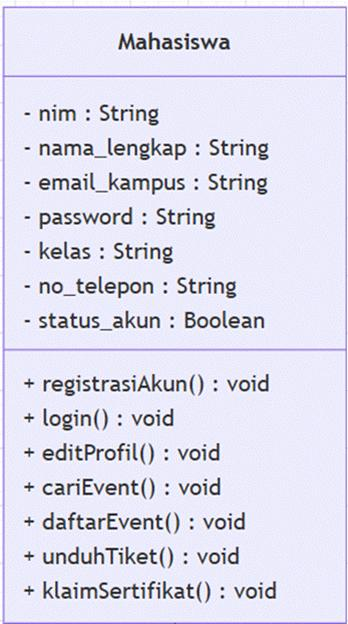 Mahasiswa
- nim : String
- nama_lengkap : String
- email_kampus : String
- password : String
- kelas : String
- no_telepon : String
- status_akun : Boolean
+ registrasiAkun() : void
+ login() : void
+ editProfil() : void
+ cariEvent() : void
+ daftarEvent() : void
+ unduhTiket() : void
+ klaimSertifikat() : void